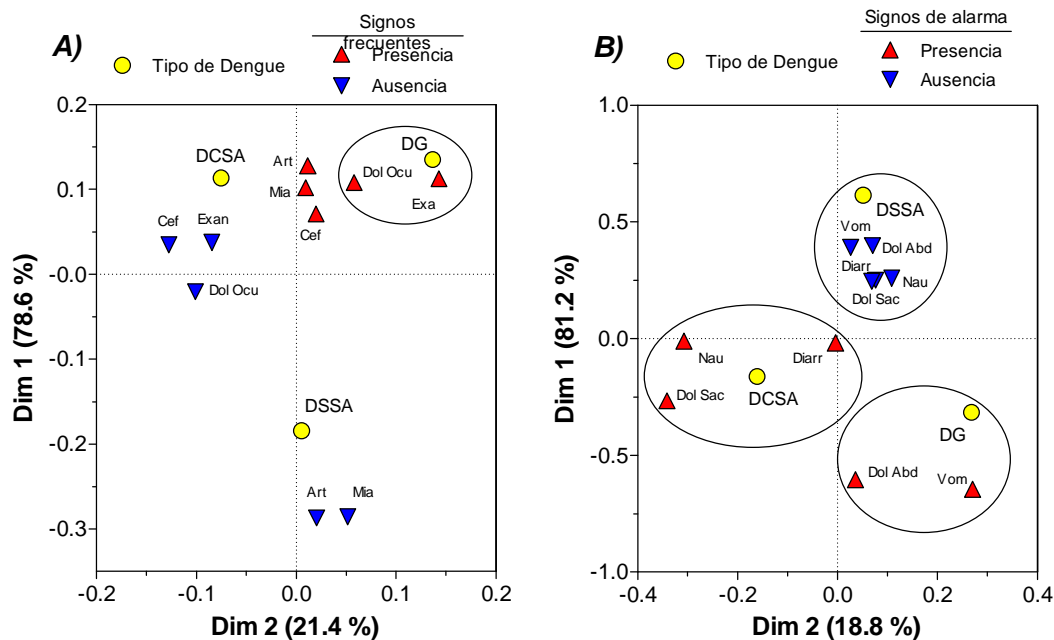 A)
Signos
frecuentes
Tipo de Dengue
Presencia
Ausencia
0.2
0.1
-0.0
-0.1
-0.2
-0.3
Dim 1 (78.6 %)
DCSA
Art
Mia
Cef
DG
Dol Ocu
Exa
Cef
Exan
Dol Ocu
DSSA
Art
Mia
-0.2
-0.1
0.0
0.1
0.2
Dim 2 (21.4 %)
B)
Signos de alarma
Tipo de Dengue
Presencia
Ausencia
1.0
0.5
0.0
-0.5
-1.0
Dim 1 (81.2 %)
DSSA
Vom
Dol Abd
Diarr
Nau
Dol Sac
Nau
Diarr
Dol Sac
DCSA
DG
Dol Abd
Vom
-0.4
-0.2
0.0
0.2
0.4
Dim 2 (18.8 %)